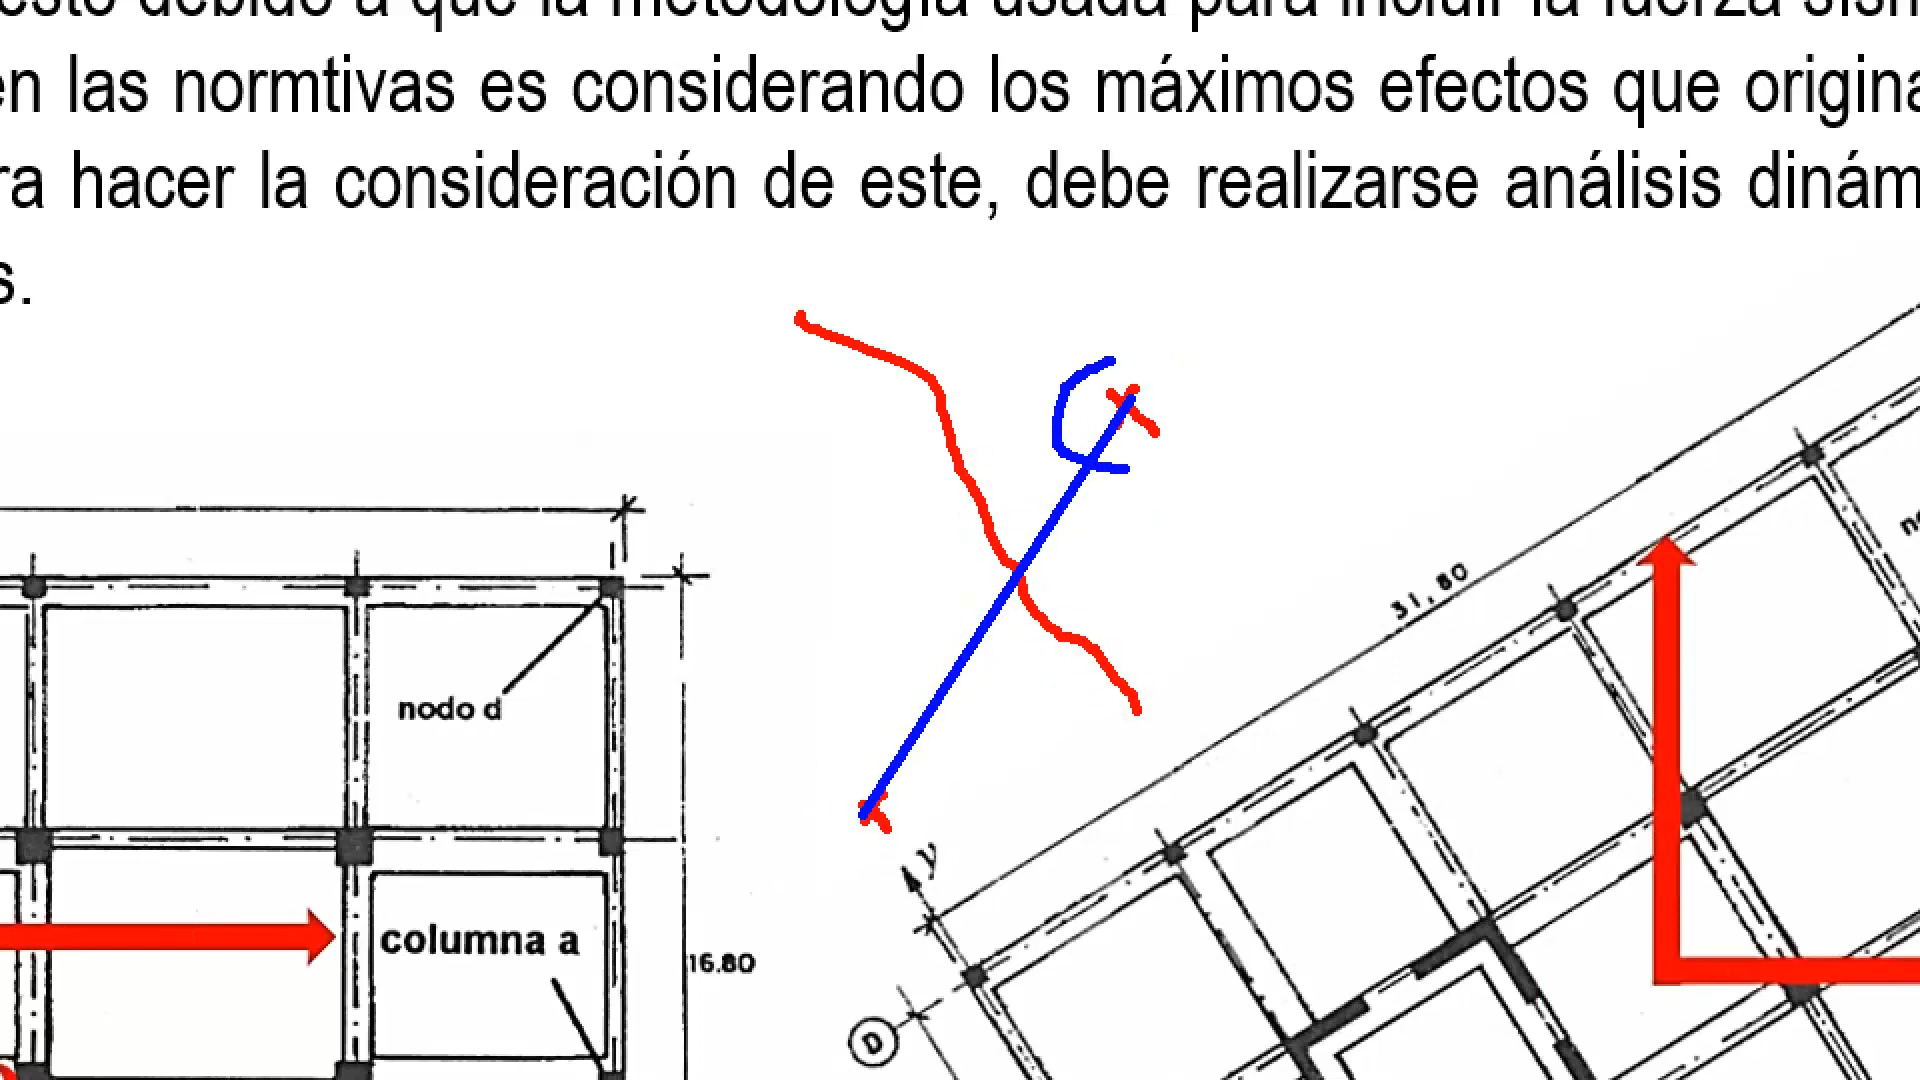 esto debido a que la metodología usada para incluir la fuerza sísm
en las normtivas es considerando los máximos efectos que origina
ra hacer la consideración de este, debe realizarse análisis dinám
s.
31,80
nodo d
y
columna a
16.80
D